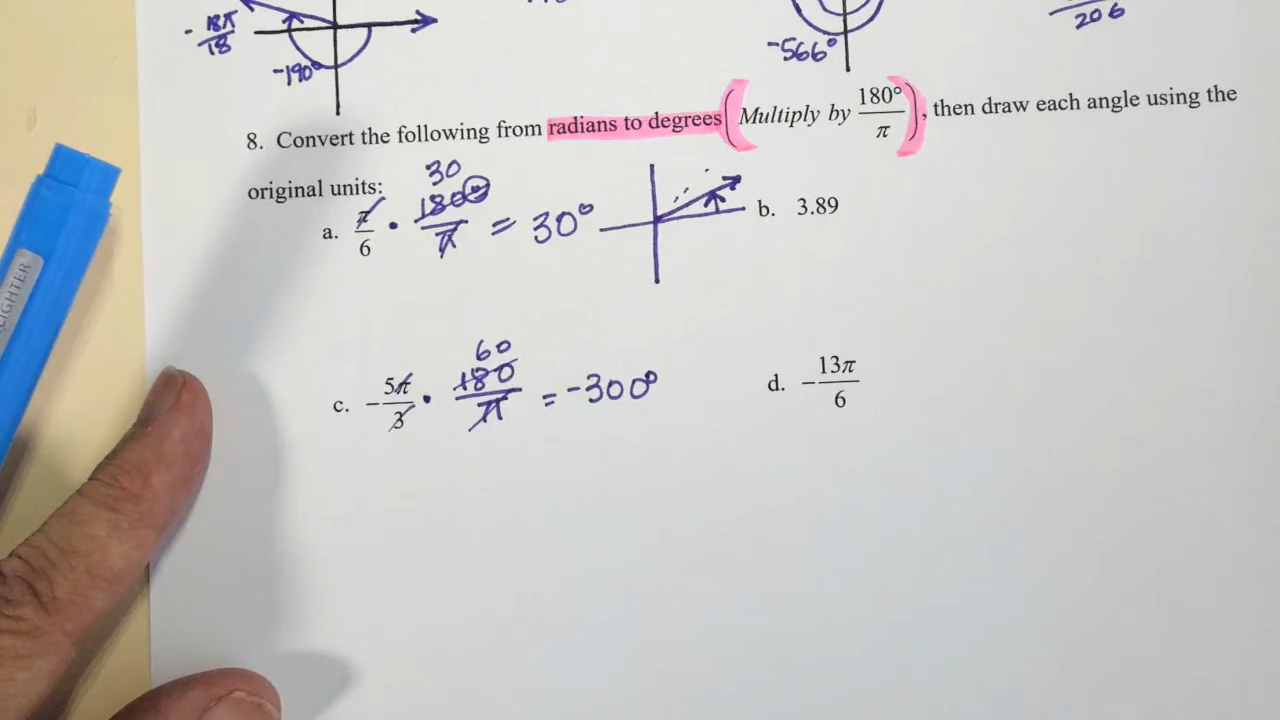 - 18π/18
-190°
-566°
206
8. Convert the following from radians to degrees (Multiply by 180°/π), then draw each angle using the
original units:
a. π/6 • 180°/π = 30°
30
b. 3.89
c. -5π/3 • 180/π = -300°
60
d. -13π/6
LIGHTER